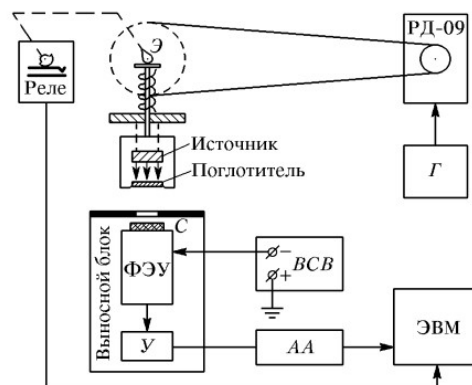 Э
РД-09
Реле
Источник
Поглотитель
Г
С
Выносной блок
ФЭУ
−
+
ВСВ
ЭВМ
У
АА